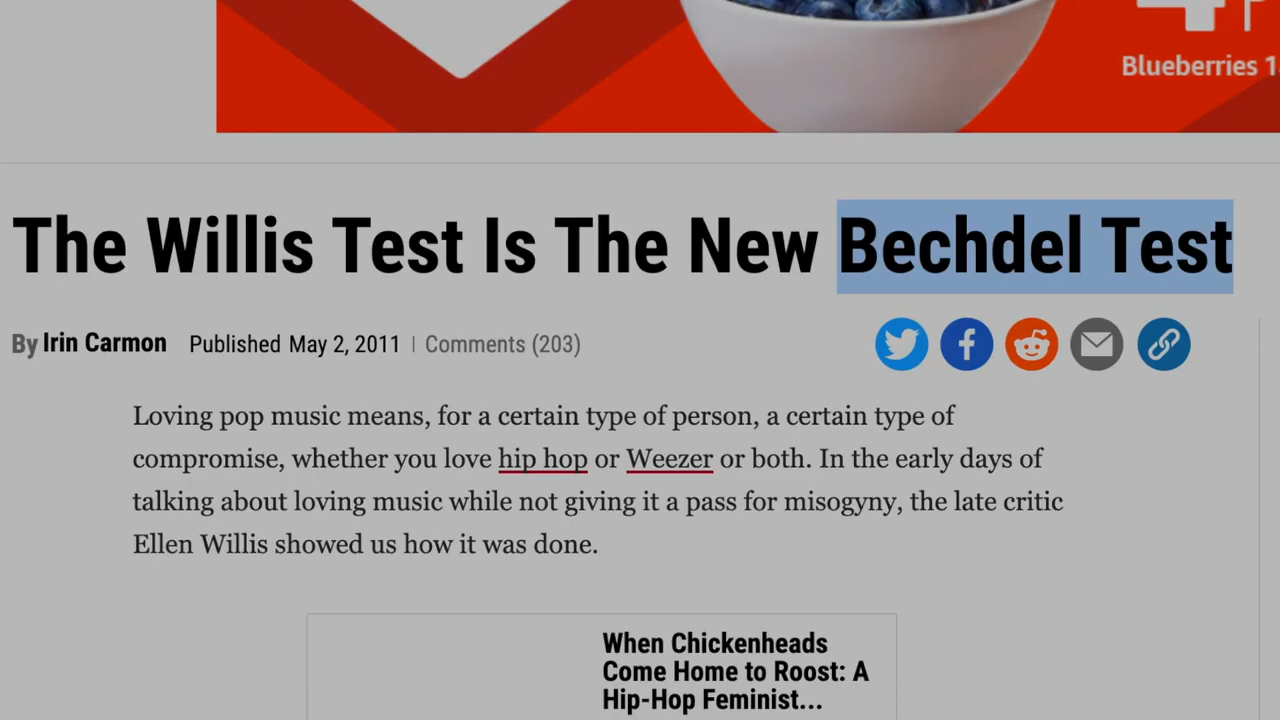 Blueberries 1
The Willis Test Is The New Bechdel Test
By Irin Carmon Published May 2, 2011 | Comments (203)
Loving pop music means, for a certain type of person, a certain type of
compromise, whether you love hip hop or Weezer or both. In the early days of
talking about loving music while not giving it a pass for misogyny, the late critic
Ellen Willis showed us how it was done.
When Chickenheads
Come Home to Roost: A
Hip-Hop Feminist...